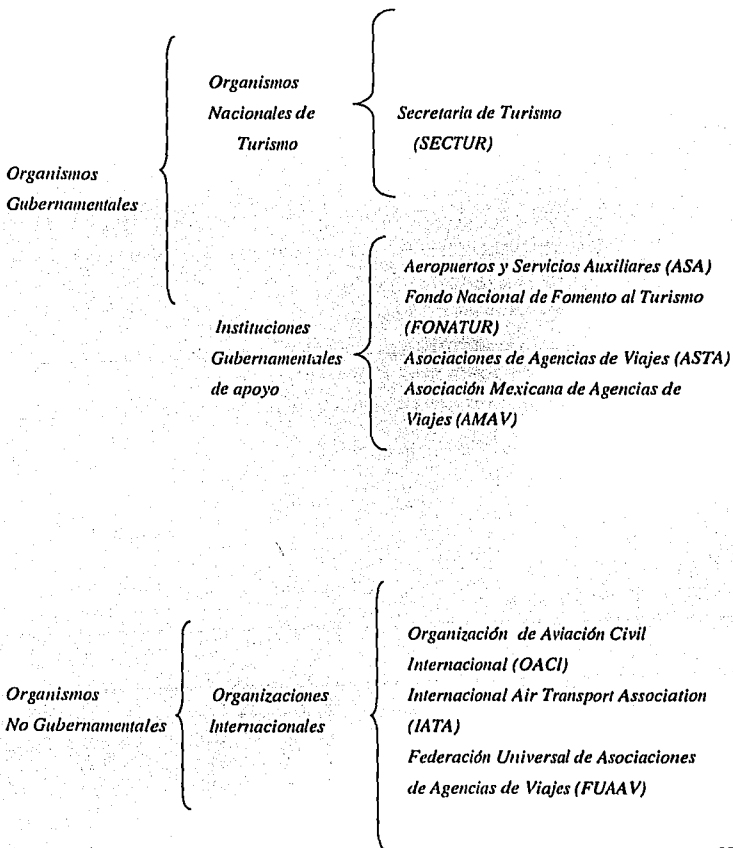 Organismos
Gubernamentales
Organismos
Nacionales de
Turismo
Secretaria de Turismo
(SECTUR)
Instituciones
Gubernamentales
de apoyo
Aeropuertos y Servicios Auxiliares (ASA)
Fondo Nacional de Fomento al Turismo
(FONATUR)
Asociaciones de Agencias de Viajes (ASTA)
Asociación Mexicana de Agencias de
Viajes (AMAV)
Organismos
No Gubernamentales
Organizaciones
Internacionales
Organización de Aviación Civil
Internacional (OACI)
Internacional Air Transport Association
(IATA)
Federación Universal de Asociaciones
de Agencias de Viajes (FUAAV)